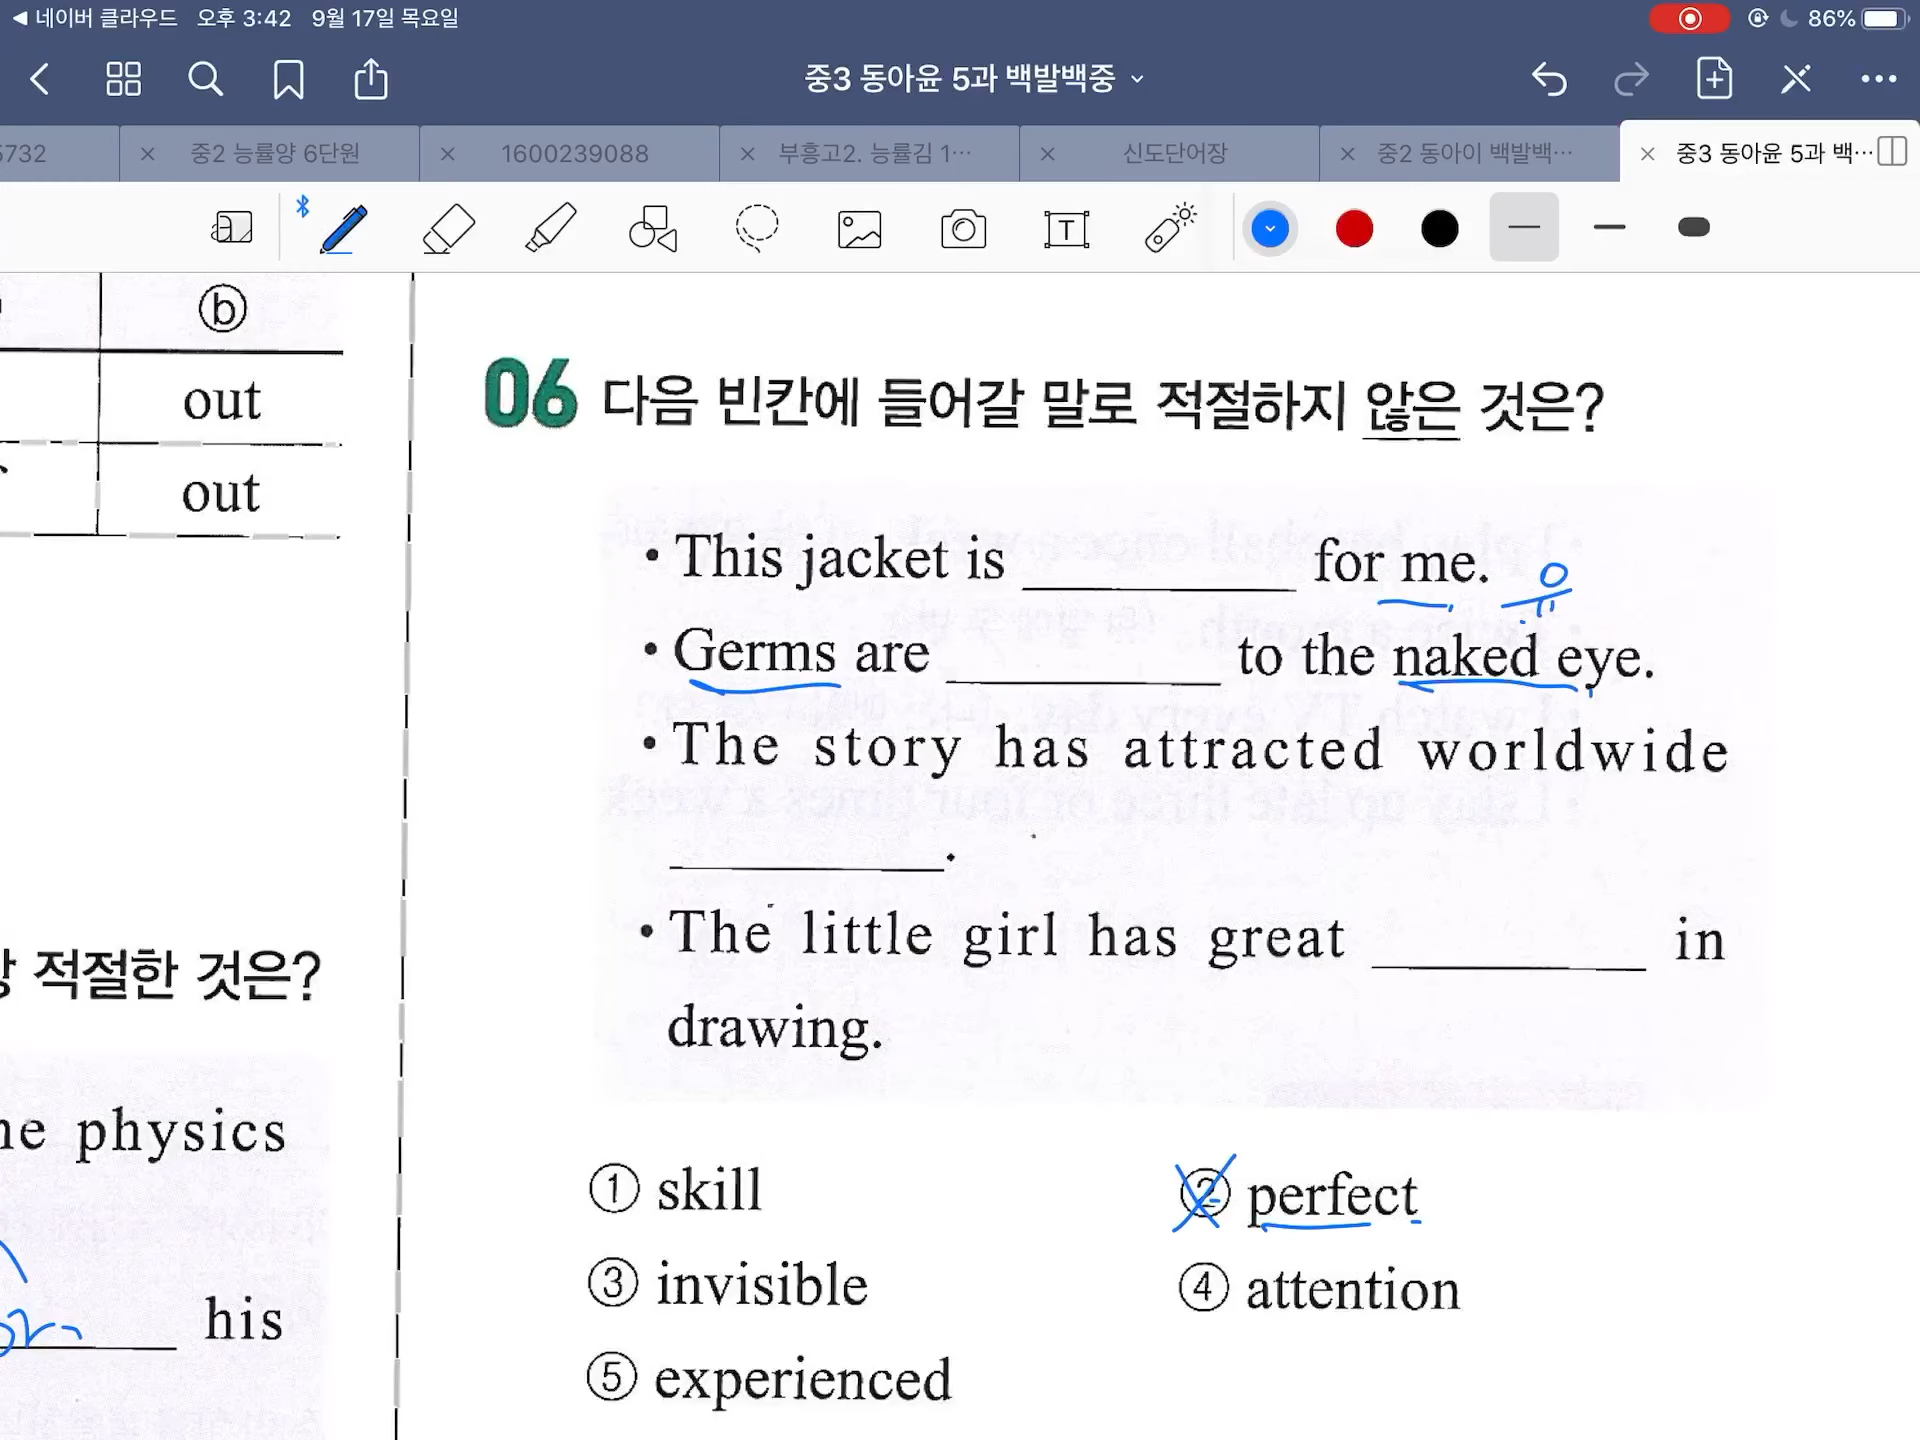 ◀ 네이버 클라우드 오후 3:42 9월 17일 목요일
86%
중3 동아윤 5과 백발백중
5732
중2 능률양 6단원
1600239088
부흥고2. 능률김 1…
신도단어장
중2 동아이 백발백…
중3 동아윤 5과 백…
ⓑ
out
out
적절한 것은?
physics
his
06 다음 빈칸에 들어갈 말로 적절하지 않은 것은?
• This jacket is ________ for me.
• Germs are ________ to the naked eye.
• The story has attracted worldwide
________.
• The little girl has great ________ in
drawing.
① skill
② perfect
③ invisible
④ attention
⑤ experienced